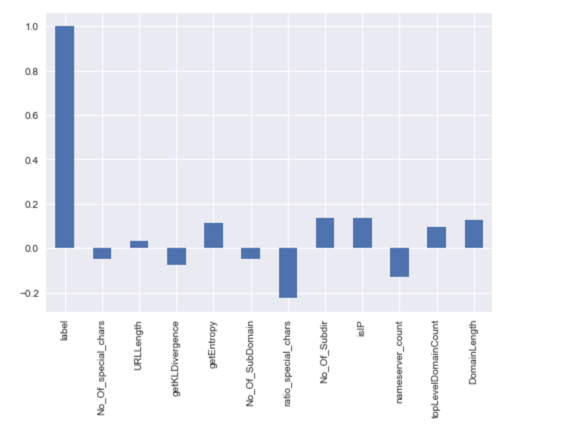 1.0
0.8
0.6
0.4
0.2
0.0
−0.2
label
No_Of_special_chars
URLLength
getKLDivergence
getEntropy
No_Of_SubDomain
ratio_special_chars
No_Of_Subdir
isIP
nameserver_count
topLevelDomainCount
DomainLength